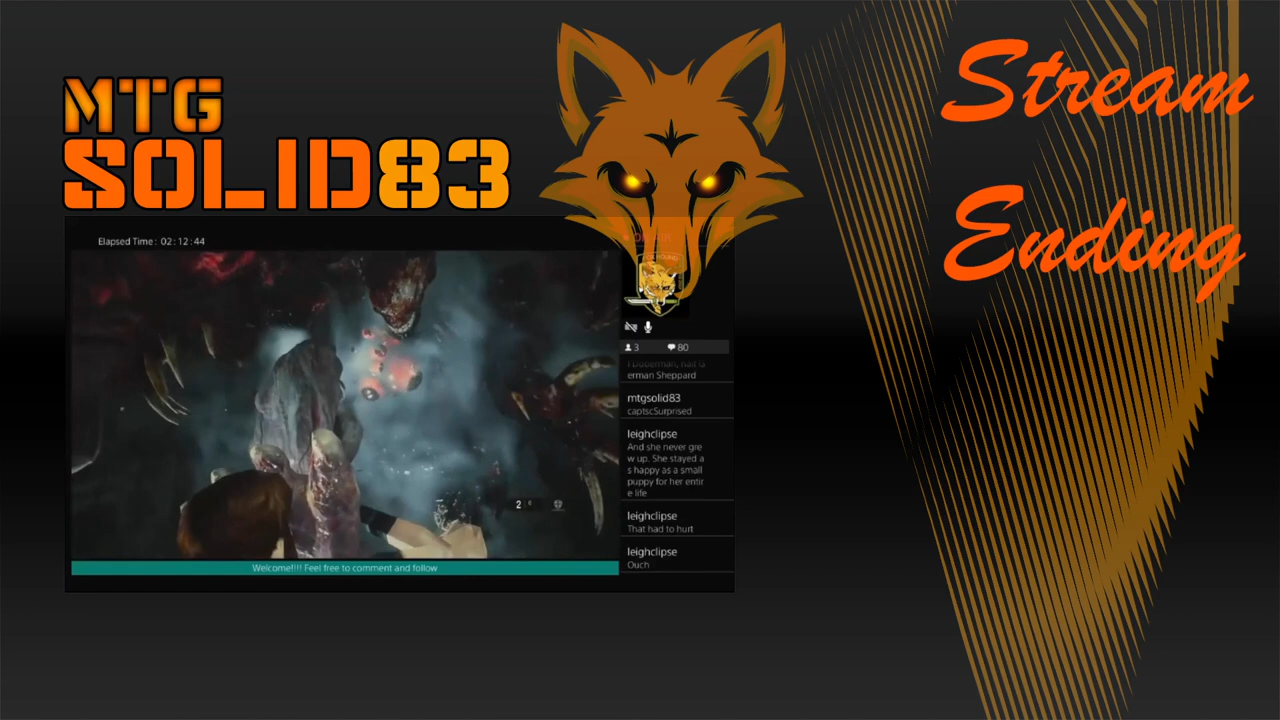 MTG
SOLID83
Stream
Ending
Elapsed Time: 02:12:44
3 80
erman Sheppard
mtgsolid83
captscSurprised
leighclipse
And she never gre
w up. She stayed a
s happy as a small
puppy for her entir
e life
leighclipse
That had to hurt
leighclipse
Ouch
2 6
Welcome!!!! Feel free to comment and follow